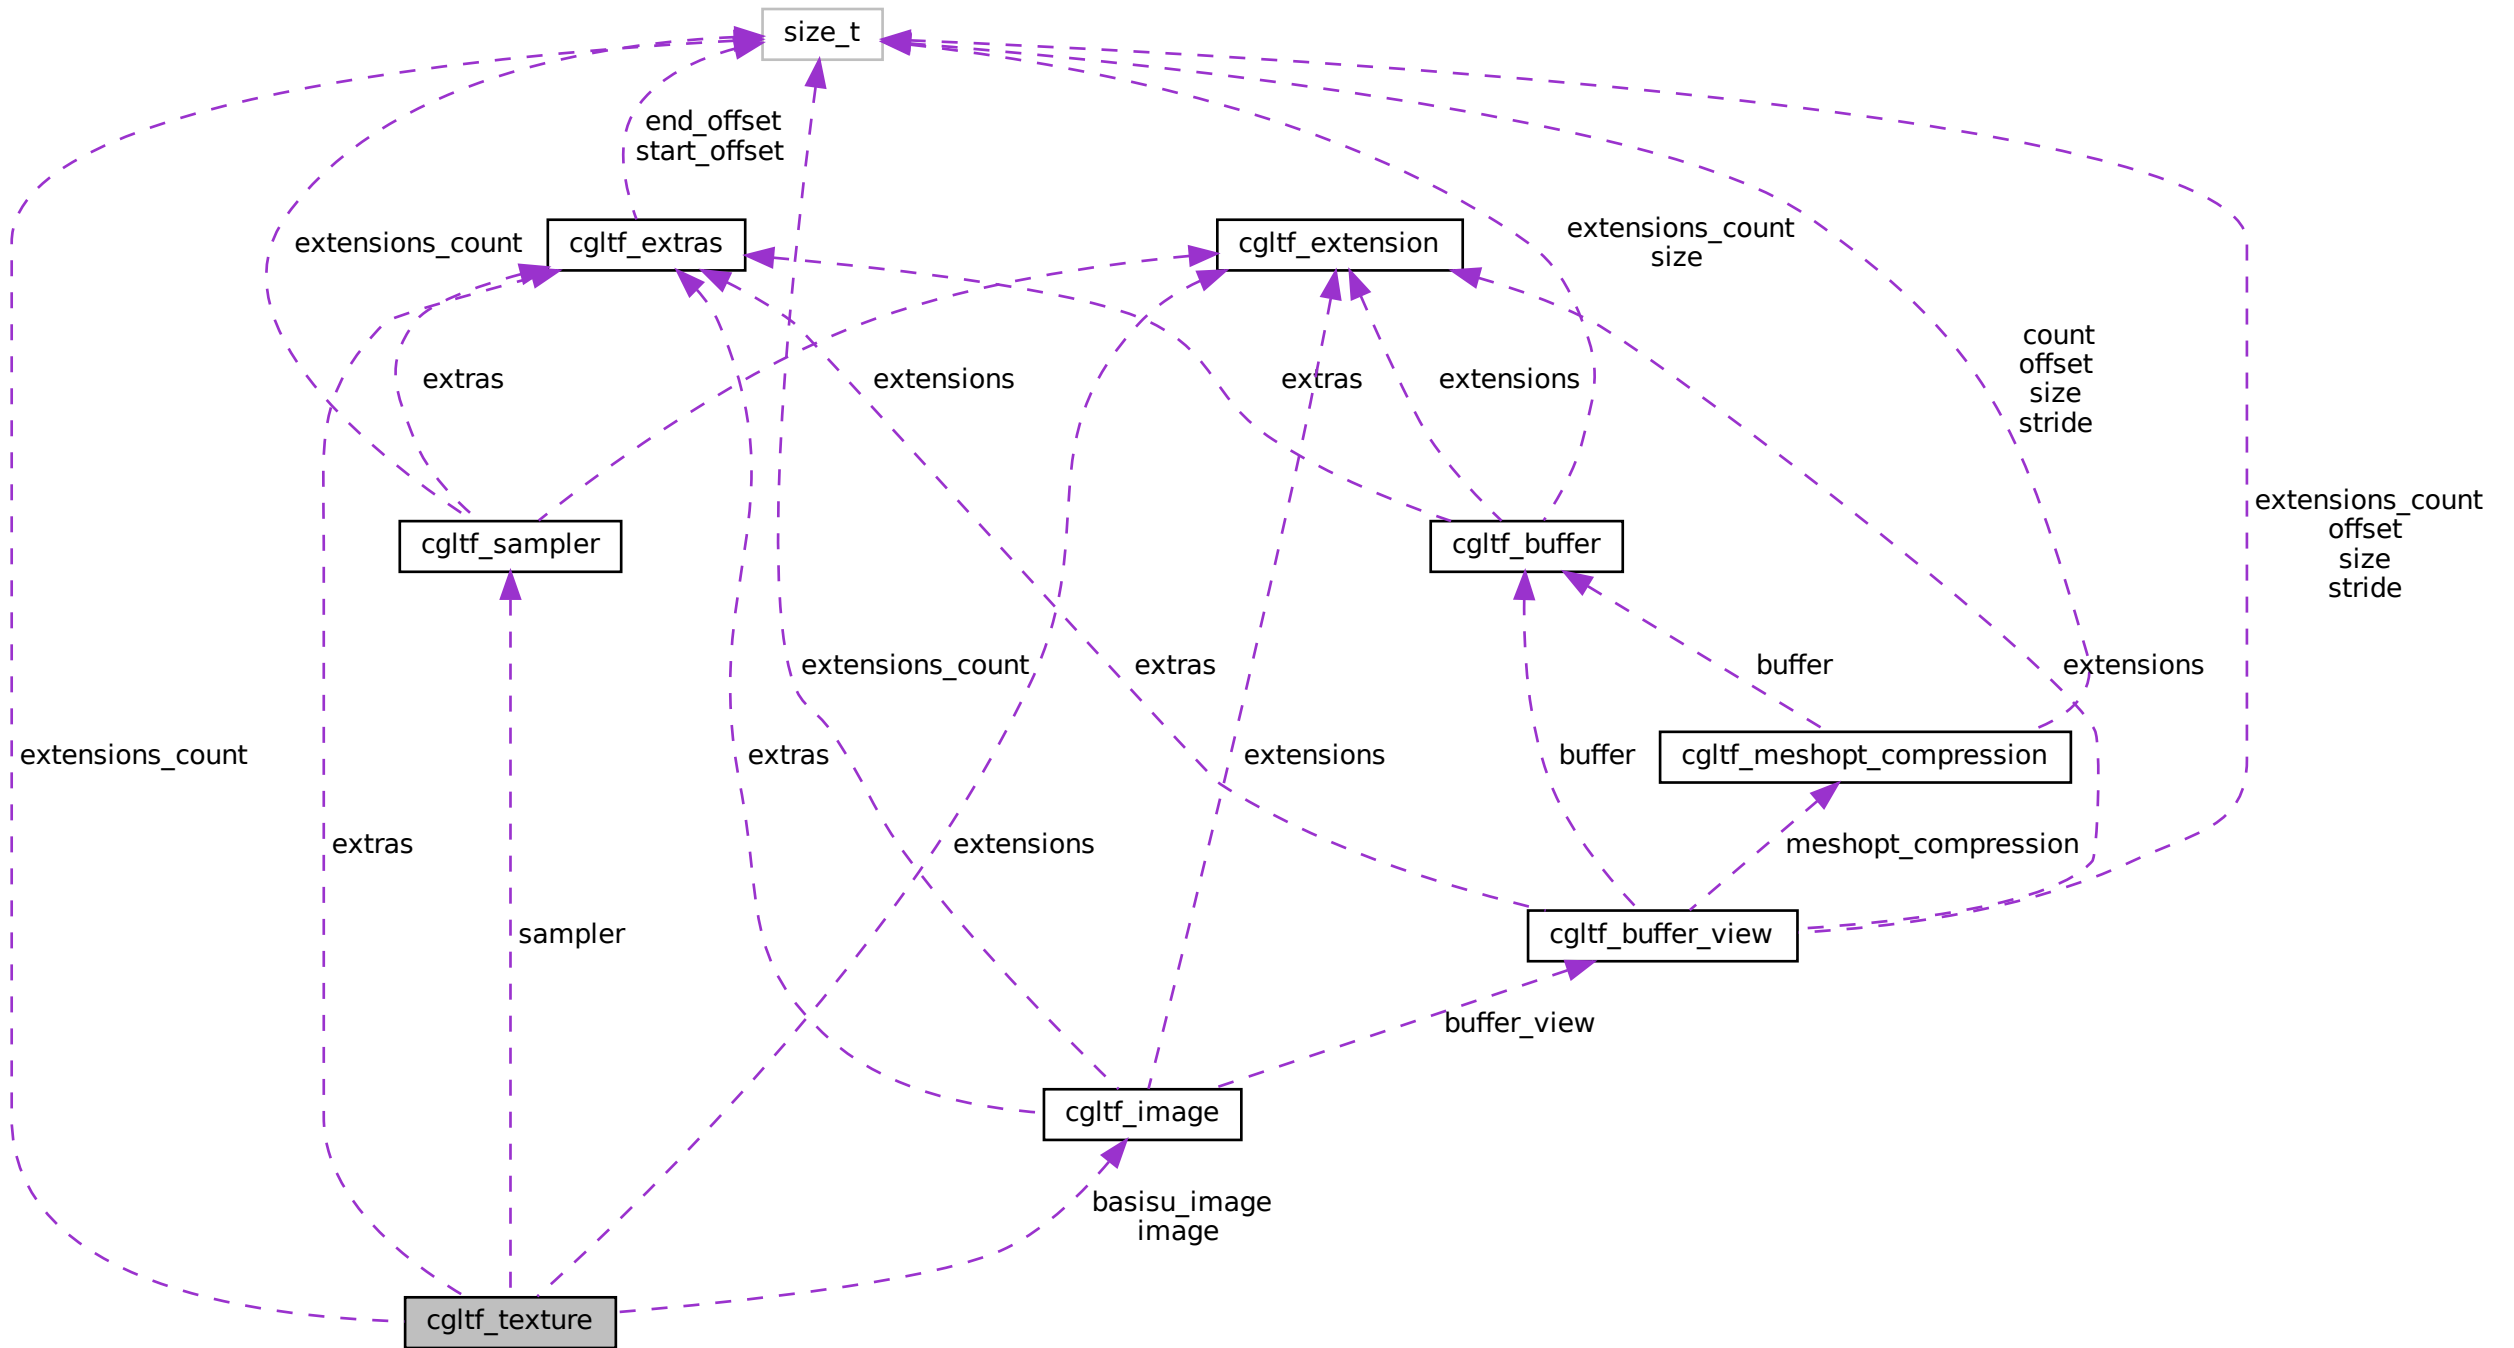 size_t
end_offset
start_offset
extensions_count
size
cgltf_extras
cgltf_extension
extensions_count
count
offset
size
stride
extras
extensions
extras
extensions
extensions_count
offset
size
stride
cgltf_sampler
cgltf_buffer
extensions_count
extras
buffer
extensions
extensions_count
extras
extensions
buffer
cgltf_meshopt_compression
extras
extensions
meshopt_compression
sampler
cgltf_buffer_view
buffer_view
cgltf_image
basisu_image
image
cgltf_texture